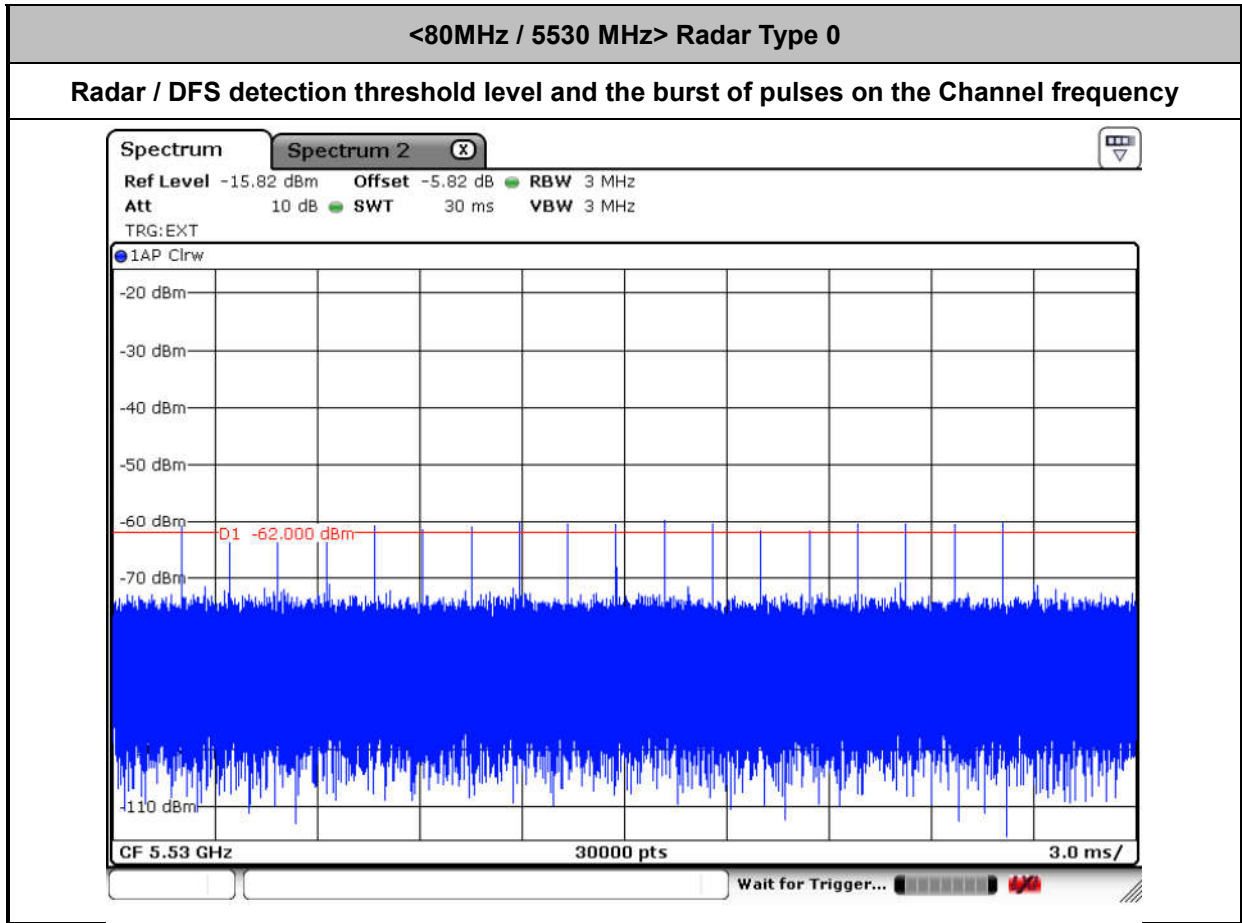 <80MHz / 5530 MHz> Radar Type 0
Radar / DFS detection threshold level and the burst of pulses on the Channel frequency
Spectrum Spectrum 2 X
Ref Level -15.82 dBm Offset -5.82 dB RBW 3 MHz
Att 10 dB SWT 30 ms VBW 3 MHz
TRG:EXT
1AP Clrw
-20 dBm
-30 dBm
-40 dBm
-50 dBm
-60 dBm
D1 -62.000 dBm
-70 dBm
-110 dBm
CF 5.53 GHz 30000 pts 3.0 ms/
Wait for Trigger...